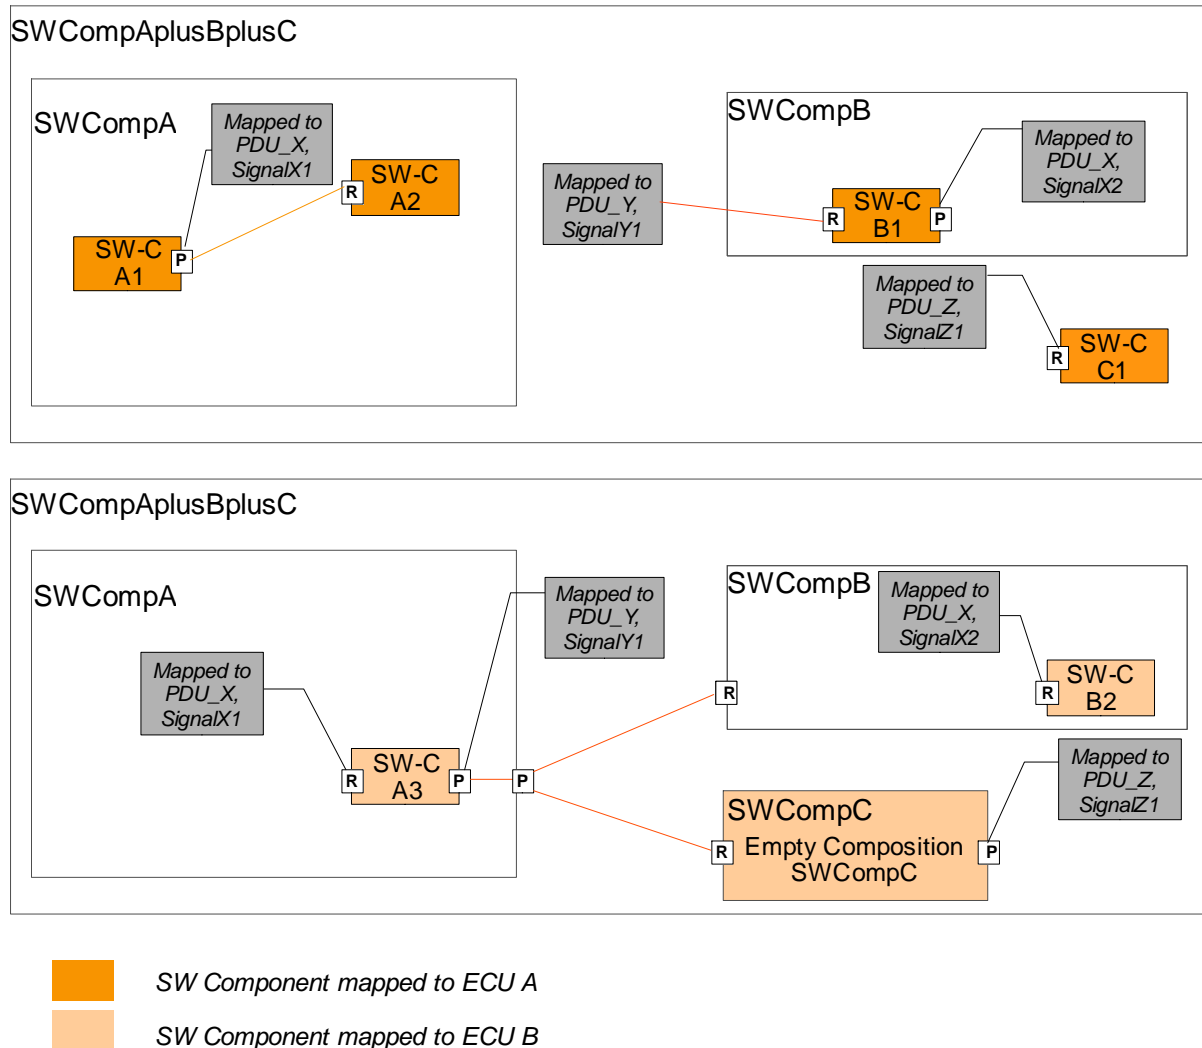 SWCompAplusBplusC
SWCompA
Mapped to
PDU_X,
SignalX1
R
SW-C
A2
SW-C
A1
P
Mapped to
PDU_Y,
SignalY1
SWCompB
R
SW-C
B1
P
Mapped to
PDU_X,
SignalX2
Mapped to
PDU_Z,
SignalZ1
R
SW-C
C1
SWCompAplusBplusC
SWCompA
Mapped to
PDU_X,
SignalX1
R
SW-C
A3
P
P
Mapped to
PDU_Y,
SignalY1
SWCompB
Mapped to
PDU_X,
SignalX2
R
R
SW-C
B2
SWCompC
R
Empty Composition
SWCompC
P
Mapped to
PDU_Z,
SignalZ1
SW Component mapped to ECU A
SW Component mapped to ECU B